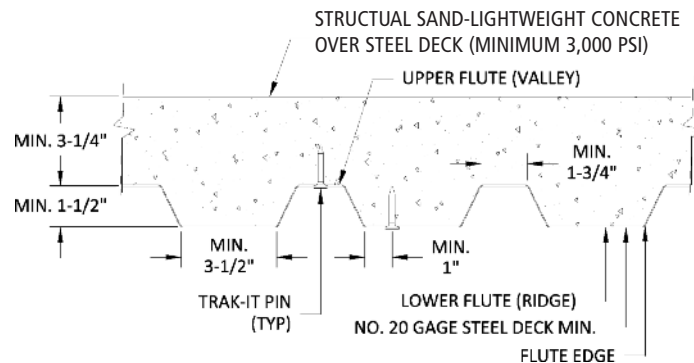 STRUCTUAL SAND-LIGHTWEIGHT CONCRETE
OVER STEEL DECK (MINIMUM 3,000 PSI)
UPPER FLUTE (VALLEY)
MIN. 3-1/4"
MIN.
1-3/4"
MIN. 1-1/2"
MIN.
3-1/2"
MIN.
1"
TRAK-IT PIN
(TYP)
LOWER FLUTE (RIDGE)
NO. 20 GAGE STEEL DECK MIN.
FLUTE EDGE